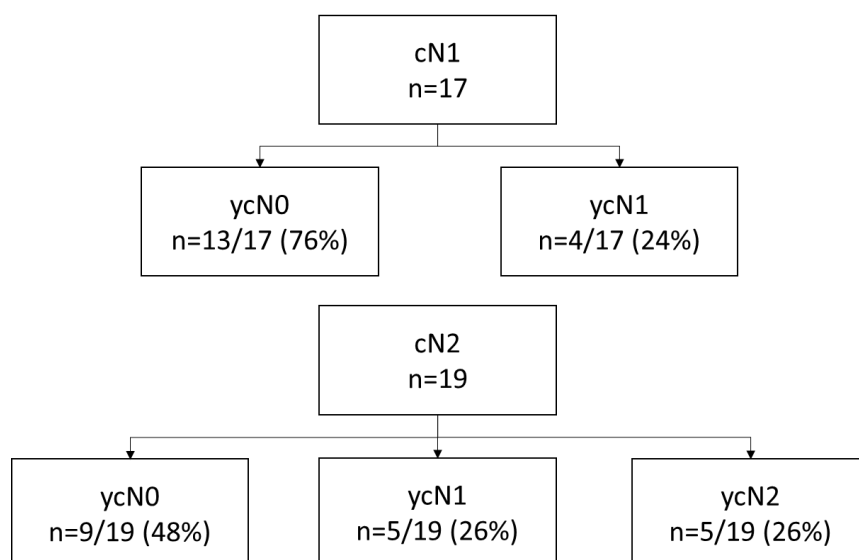 cN1
n=17
ycN0
n=13/17 (76%)
ycN1
n=4/17 (24%)
cN2
n=19
ycN0
n=9/19 (48%)
ycN1
n=5/19 (26%)
ycN2
n=5/19 (26%)